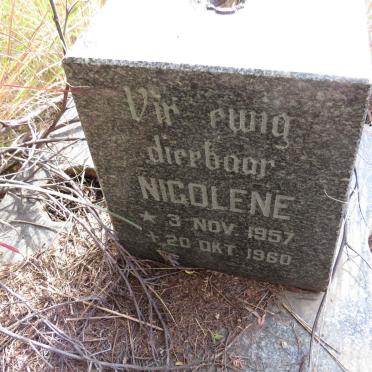 Vir ewig
dierbaar
NICOLENE
* 3 NOV. 1957
+ 20 OKT. 1960